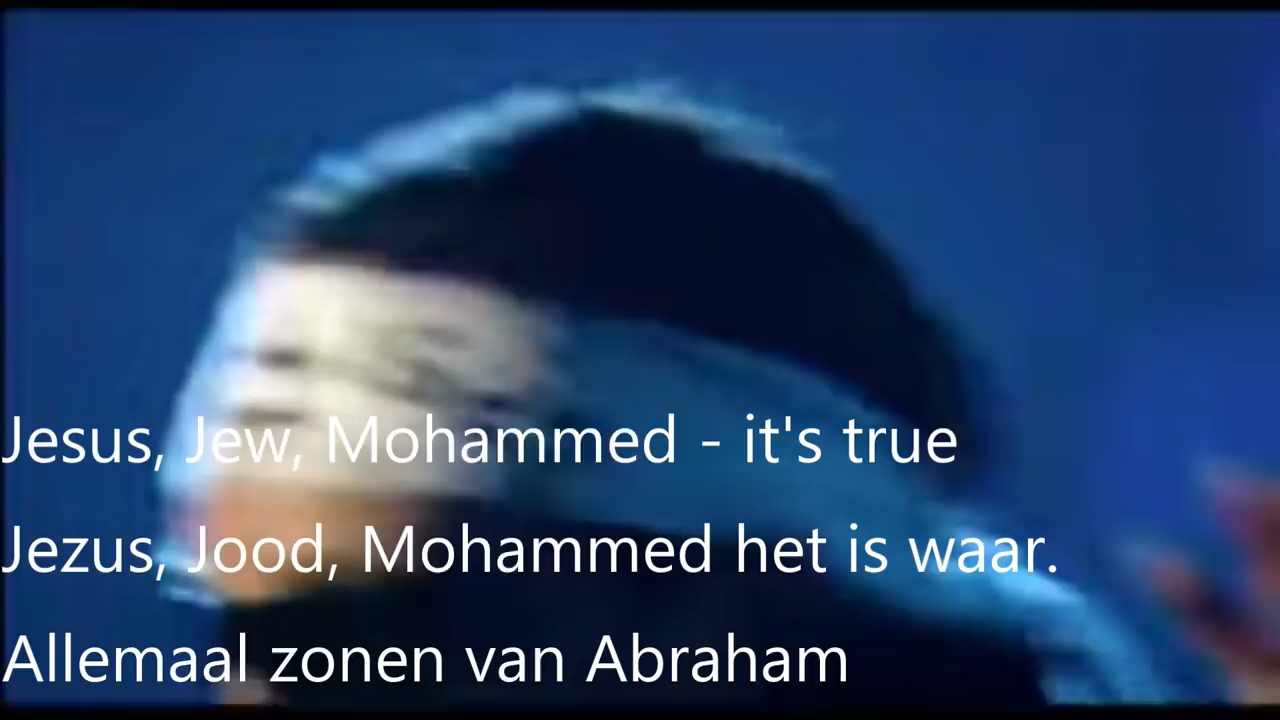 Jesus, Jew, Mohammed - it's true
Jezus, Jood, Mohammed het is waar.
Allemaal zonen van Abraham